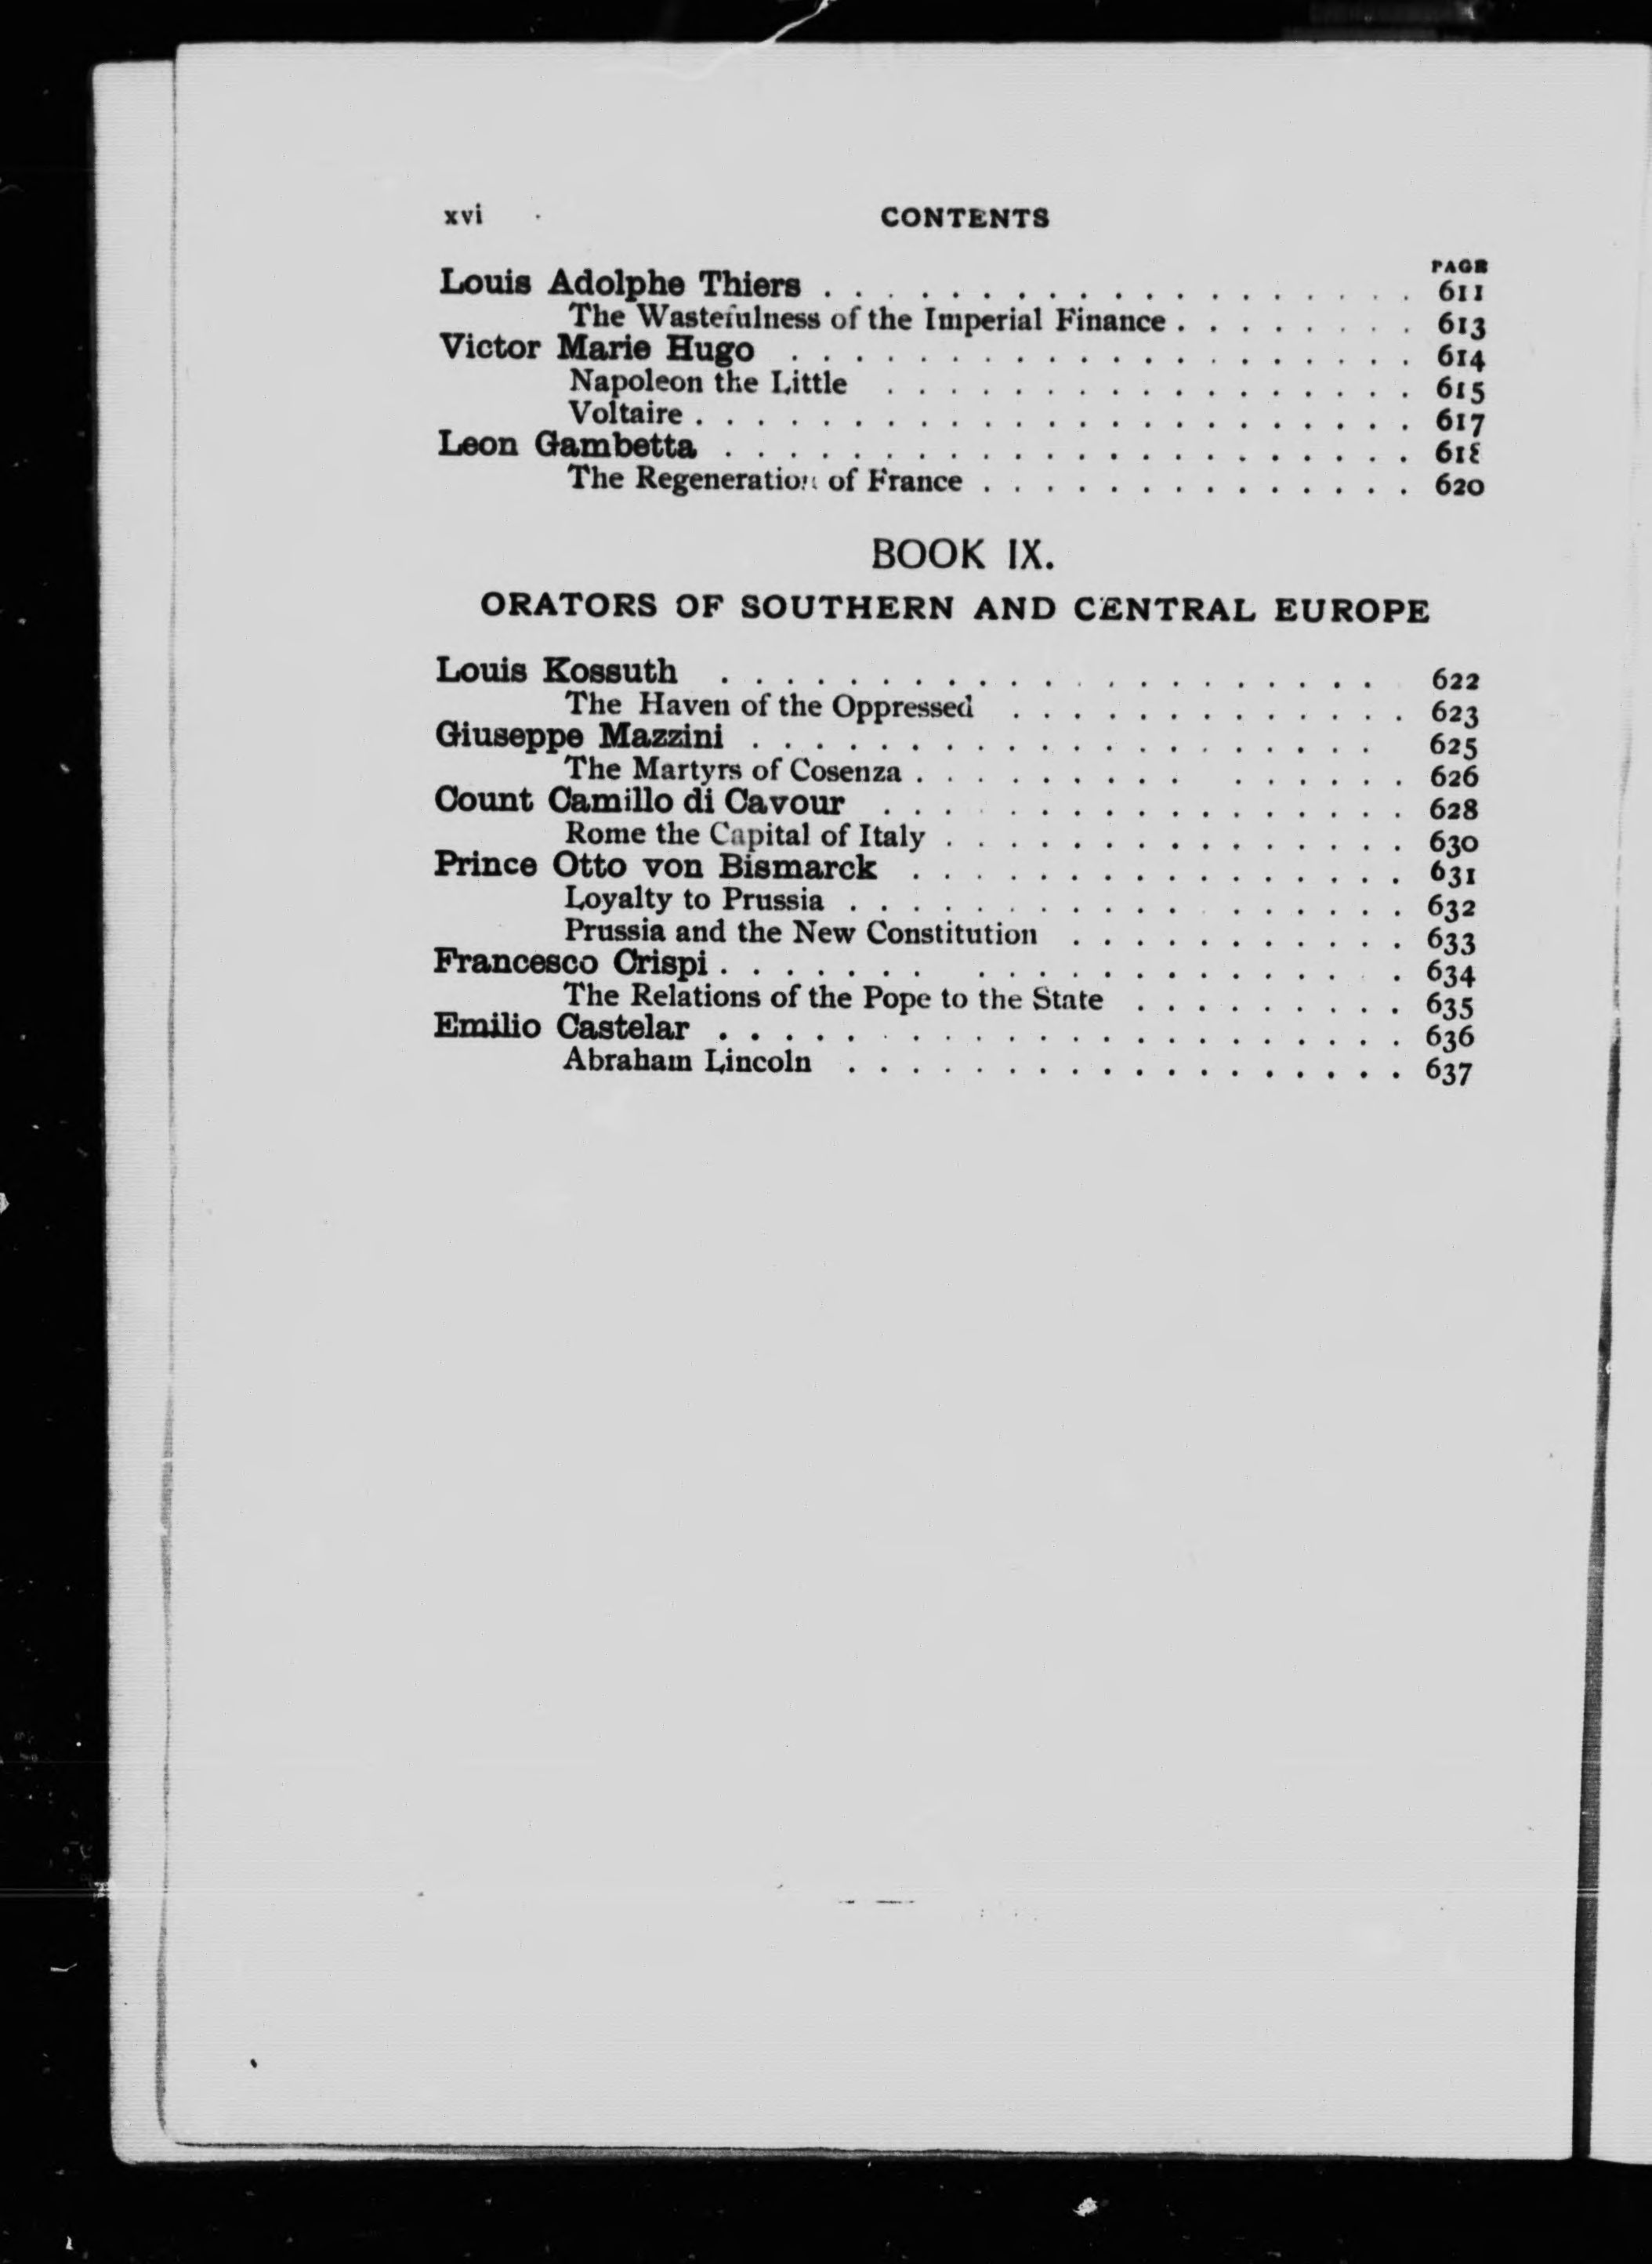 xvi CONTENTS
PAGE
Louis Adolphe Thiers . . . . . . . . . . . . . . . . . . . 611
The Wastefulness of the Imperial Finance . . . . . . . . 613
Victor Marie Hugo . . . . . . . . . . . . . . . . . . . . 614
Napoleon the Little . . . . . . . . . . . . . . . . . 615
Voltaire . . . . . . . . . . . . . . . . . . . . . . . 617
Leon Gambetta . . . . . . . . . . . . . . . . . . . . . . 618
The Regeneration of France . . . . . . . . . . . . . . 620
BOOK IX.
ORATORS OF SOUTHERN AND CENTRAL EUROPE
Louis Kossuth . . . . . . . . . . . . . . . . . . . . . 622
The Haven of the Oppressed . . . . . . . . . . . . . 623
Giuseppe Mazzini . . . . . . . . . . . . . . . . . . . . 625
The Martyrs of Cosenza . . . . . . . . . . . . . . . 626
Count Camillo di Cavour . . . . . . . . . . . . . . . . . 628
Rome the Capital of Italy . . . . . . . . . . . . . . . 630
Prince Otto von Bismarck . . . . . . . . . . . . . . . . 631
Loyalty to Prussia . . . . . . . . . . . . . . . . . . 632
Prussia and the New Constitution . . . . . . . . . . . 633
Francesco Crispi . . . . . . . . . . . . . . . . . . . . . 634
The Relations of the Pope to the State . . . . . . . . . 635
Emilio Castelar . . . . . . . . . . . . . . . . . . . . . . 636
Abraham Lincoln . . . . . . . . . . . . . . . . . . 637